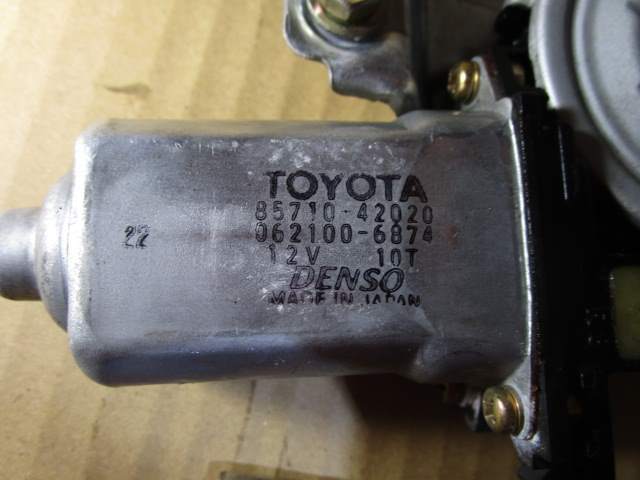 TOYOTA
85710-42020
062100-6874
12V 10T
DENSO
MADE IN JAPAN
22